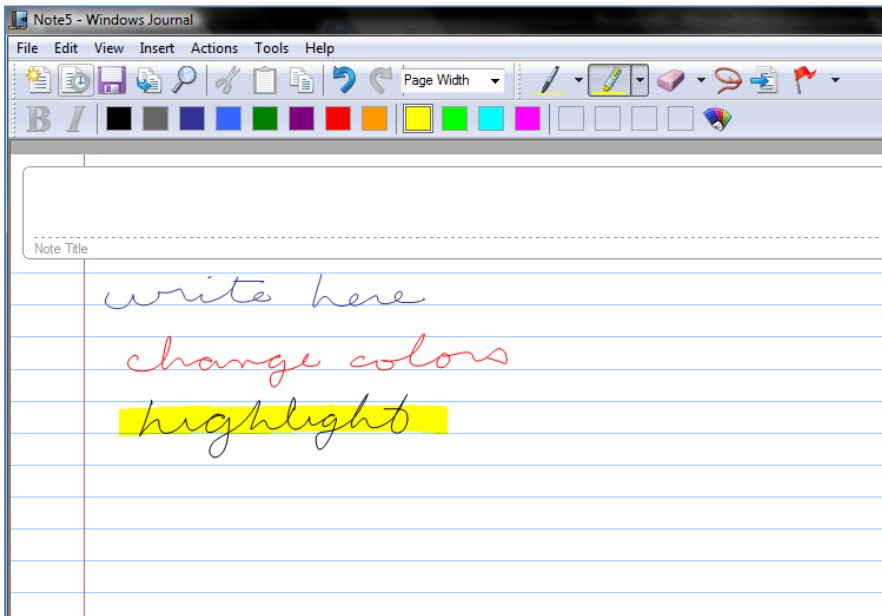 Note5 - Windows Journal
File Edit View Insert Actions Tools Help
Page Width
B I
Note Title
write here
change colors
highlight